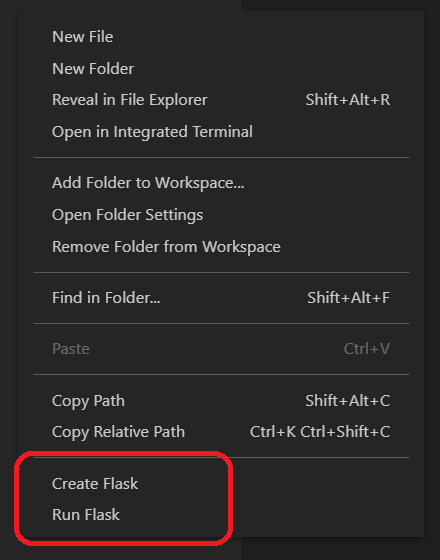 New File
New Folder
Reveal in File Explorer Shift+Alt+R
Open in Integrated Terminal
Add Folder to Workspace...
Open Folder Settings
Remove Folder from Workspace
Find in Folder... Shift+Alt+F
Paste Ctrl+V
Copy Path Shift+Alt+C
Copy Relative Path Ctrl+K Ctrl+Shift+C
Create Flask
Run Flask